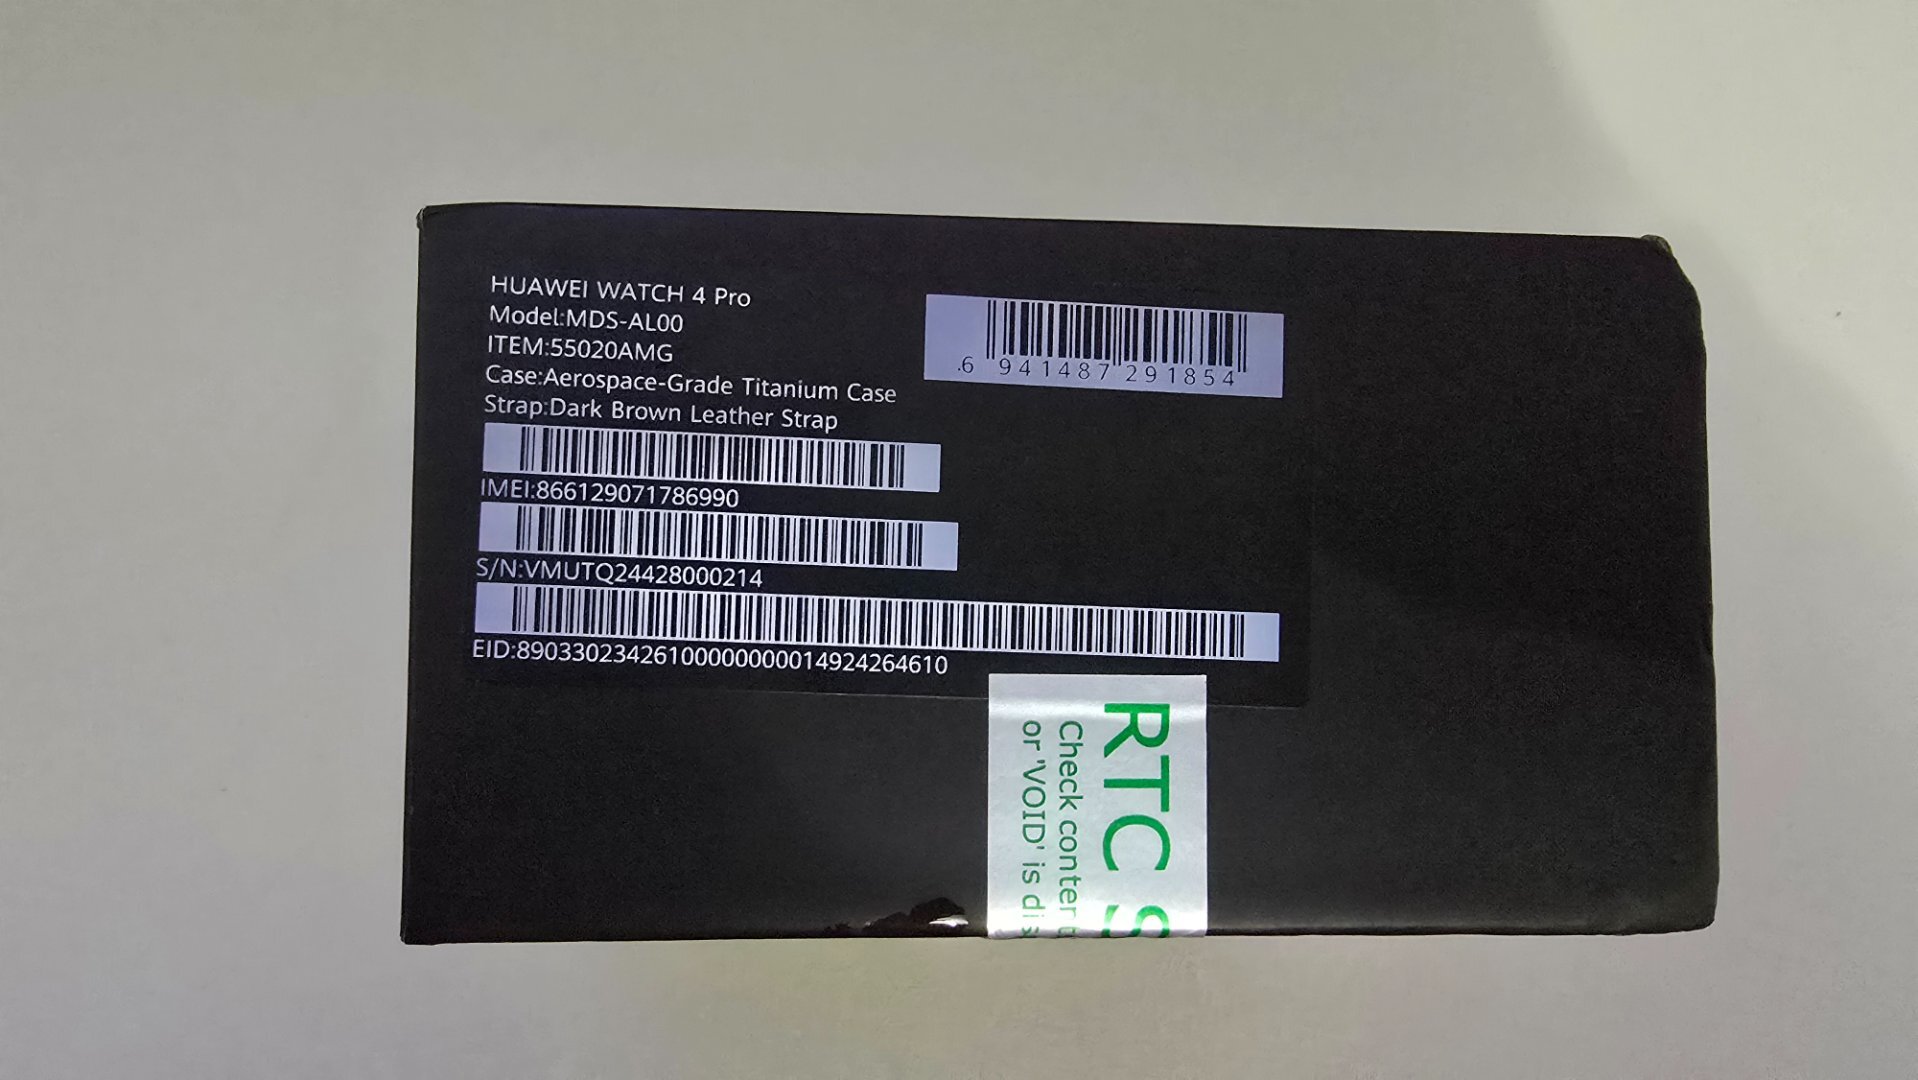 HUAWEI WATCH 4 Pro
Model:MDS-AL00
ITEM:55020AMG
Case:Aerospace-Grade Titanium Case
Strap:Dark Brown Leather Strap
6 941487 291854
IMEI:866129071786990
S/N:VMUTQ24428000214
EID:89033023426100000000014924264610
RTC S
Check conten
or 'VOID' is di